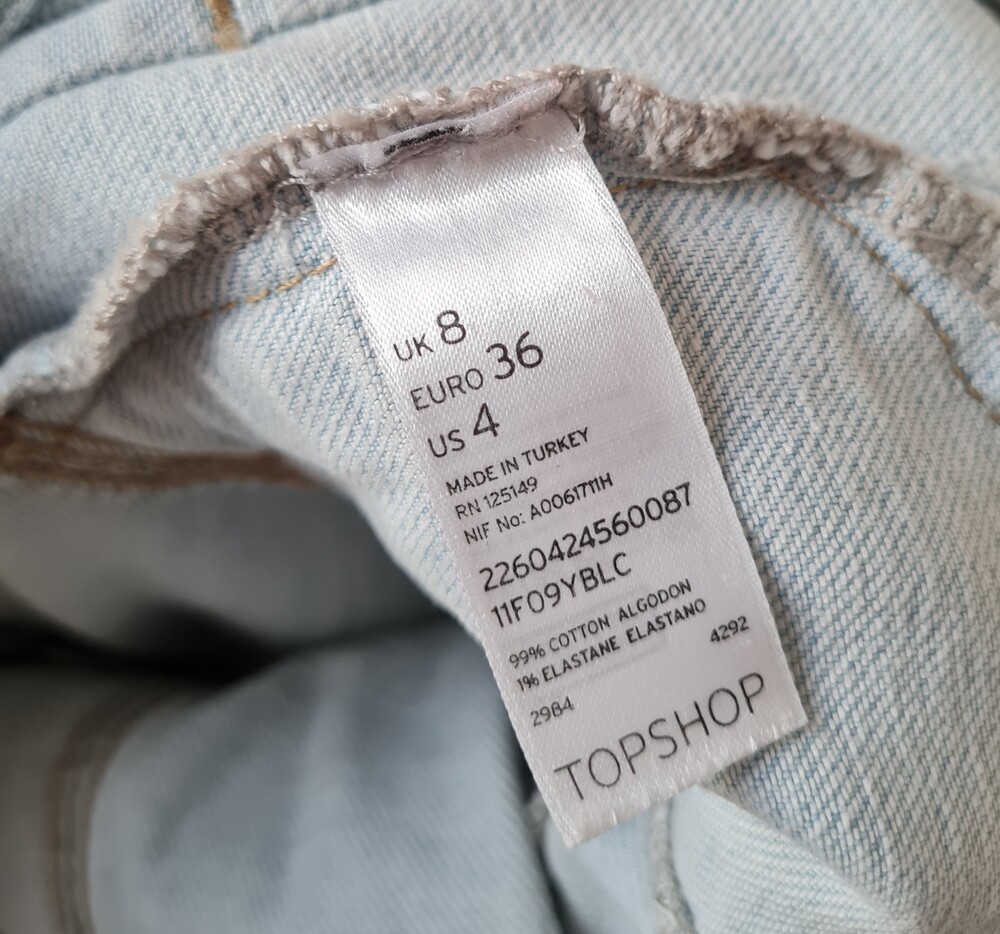 UK 8
EURO 36
US 4
MADE IN TURKEY
RN 125149
NIF No: A0061771H
2260424560087
11F09YBLC
99% COTTON ALGODON
1% ELASTANE ELASTANO
4292
2984
TOPSHOP